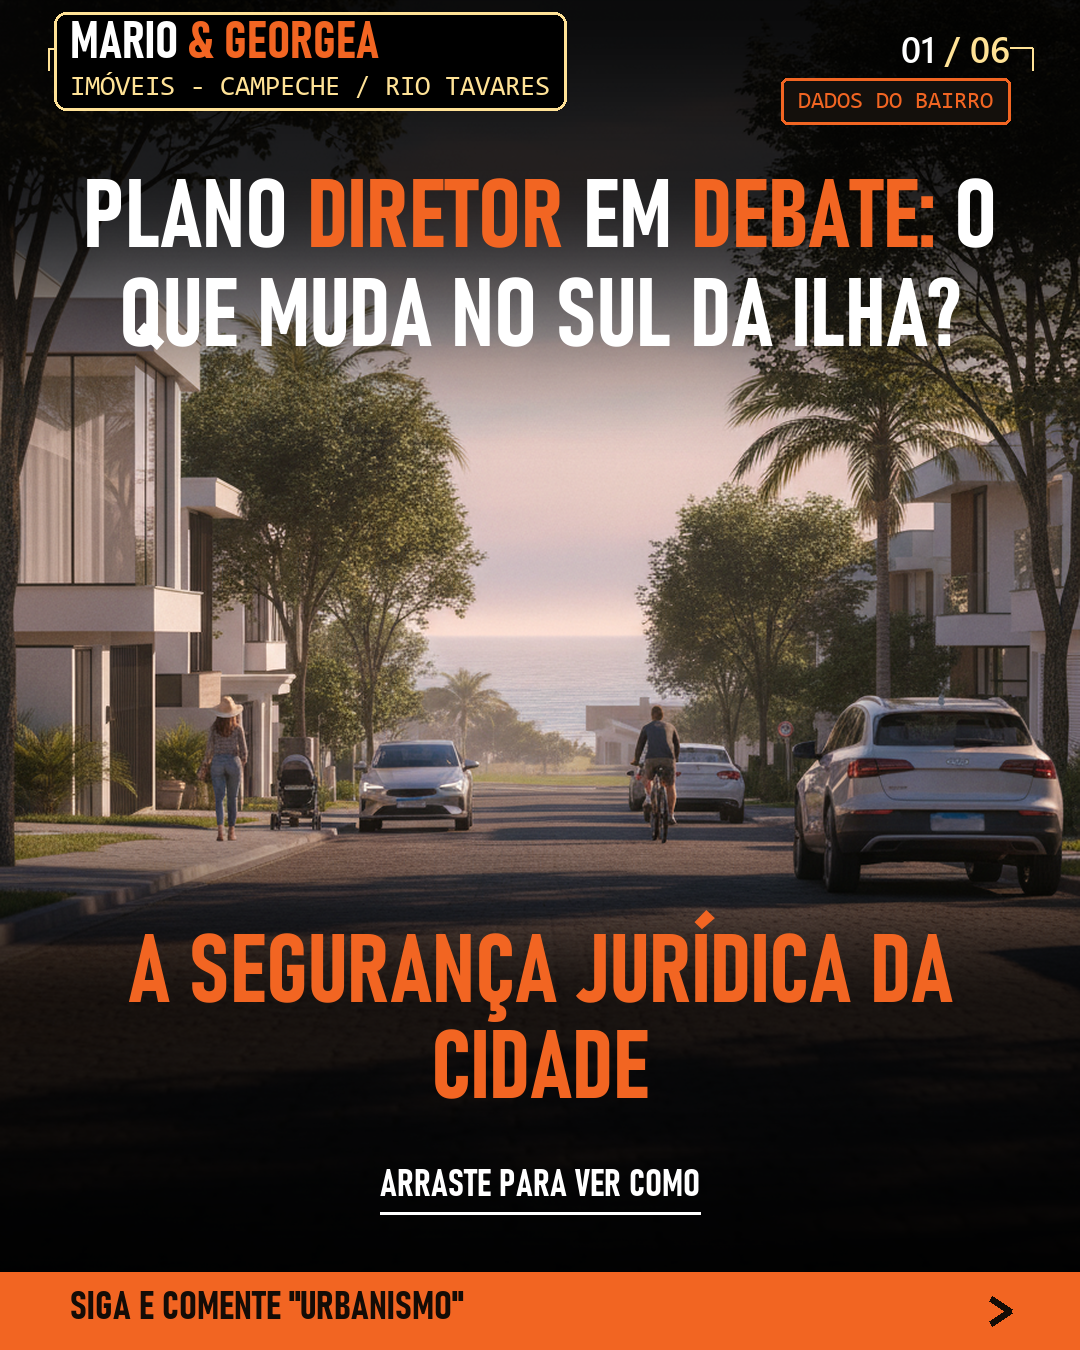 MARIO & GEORGEA
IMÓVEIS - CAMPECHE / RIO TAVARES
01 / 06
DADOS DO BAIRRO
PLANO DIRETOR EM DEBATE: O
QUE MUDA NO SUL DA ILHA?
A SEGURANÇA JURÍDICA DA
CIDADE
ARRASTE PARA VER COMO
SIGA E COMENTE "URBANISMO"
>